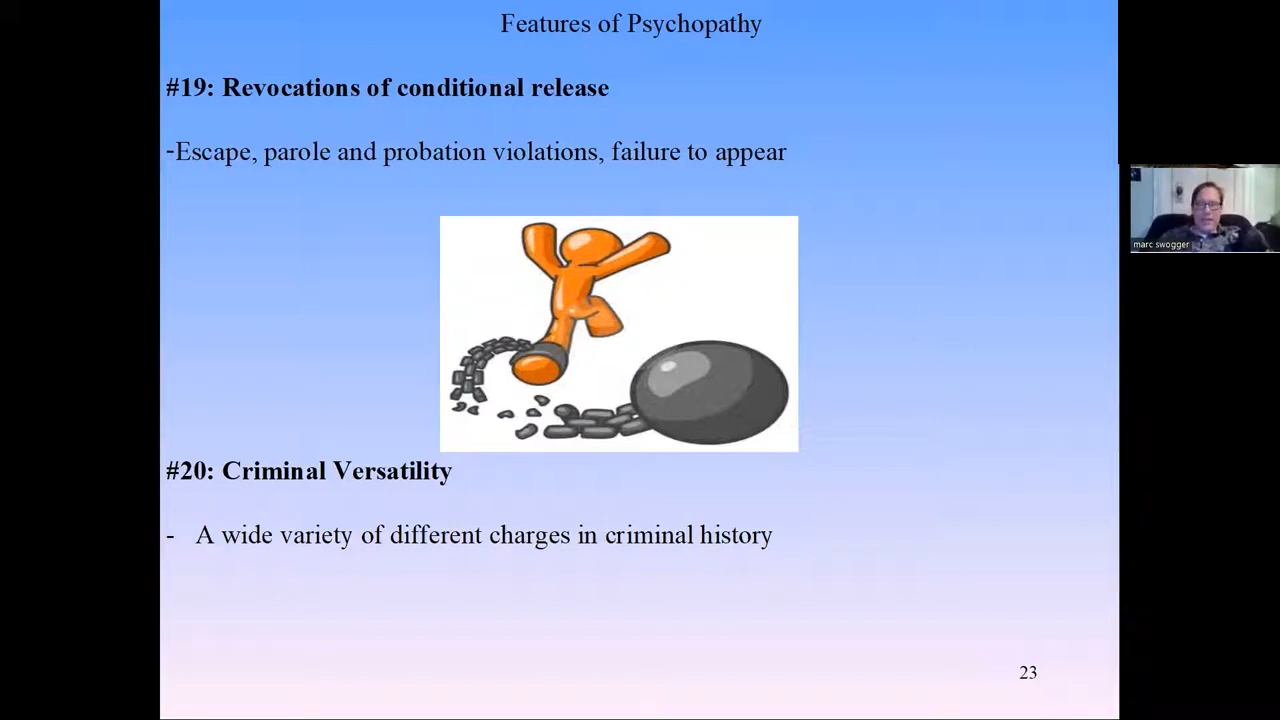 Features of Psychopathy
#19: Revocations of conditional release
-Escape, parole and probation violations, failure to appear
marc swogger
#20: Criminal Versatility
- A wide variety of different charges in criminal history
23